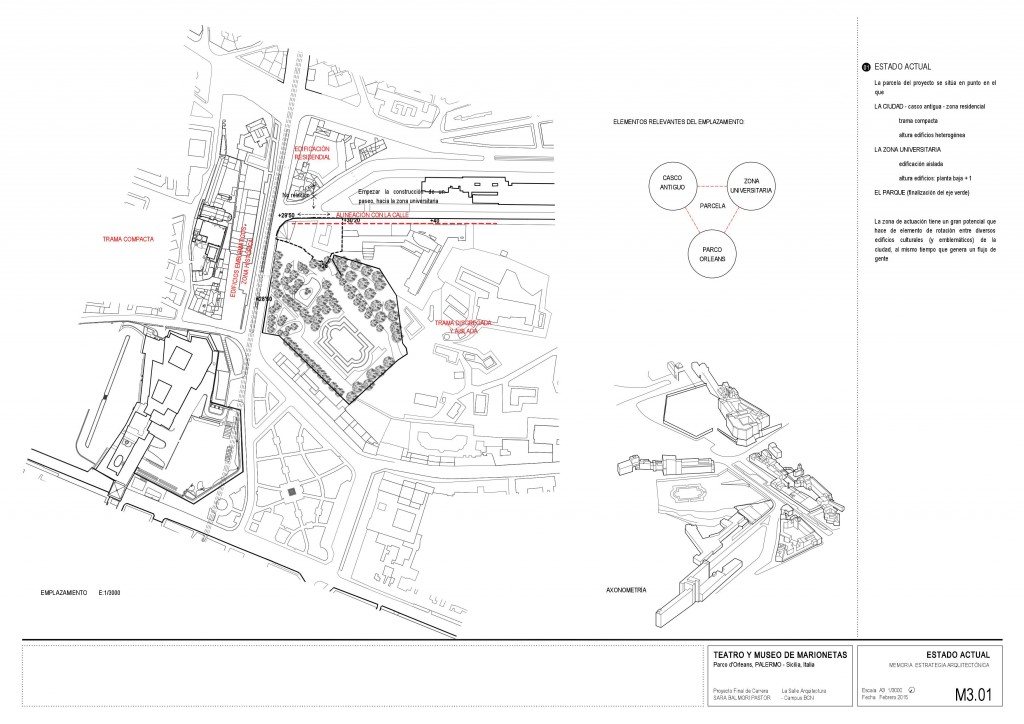 EDIFICACIÓN
RESIDENCIAL
No relación
Empezar la construcción de un
paseo, hacia la zona universitaria
+29'50
ALINEACIÓN CON LA CALLE
+30'20
+40
TRAMA COMPACTA
EDIFICIOS EMBLEMÁTICOS,
ZONA HISTÓRICO
+28'50
TRAMA DISGREGADA
Y AISLADA
EMPLAZAMIENTO E:1/3000
ELEMENTOS RELEVANTES DEL EMPLAZAMIENTO:
CASCO
ANTIGUO
ZONA
UNIVERSITARIA
PARCELA
PARCO
ORLEANS
AXONOMETRÍA
01 ESTADO ACTUAL
La parcela del proyecto se sitúa en punto en el
que
LA CIUDAD - casco antigua - zona residencial
trama compacta
altura edificios heterogénea
LA ZONA UNIVERSITARIA
edificación aislada
altura edificios: planta baja + 1
EL PARQUE (finalización del eje verde)
La zona de actuación tiene un gran potencial que
hace de elemento de rotación entre diversos
edificios culturales (y emblemáticos) de la
ciudad, al mismo tiempo que genera un flujo de
gente
TEATRO Y MUSEO DE MARIONETAS
Parco d'Orleans, PALERMO - Sicilia, Italia
Proyecto Final de Carrera La Salle Arquitectura
SARA BALMORI PASTOR - Campus BCN
ESTADO ACTUAL
MEMORIA. ESTRATEGIA ARQUITECTÓNICA
Escala A3 1/3000
Fecha Febrero 2015
M3.01